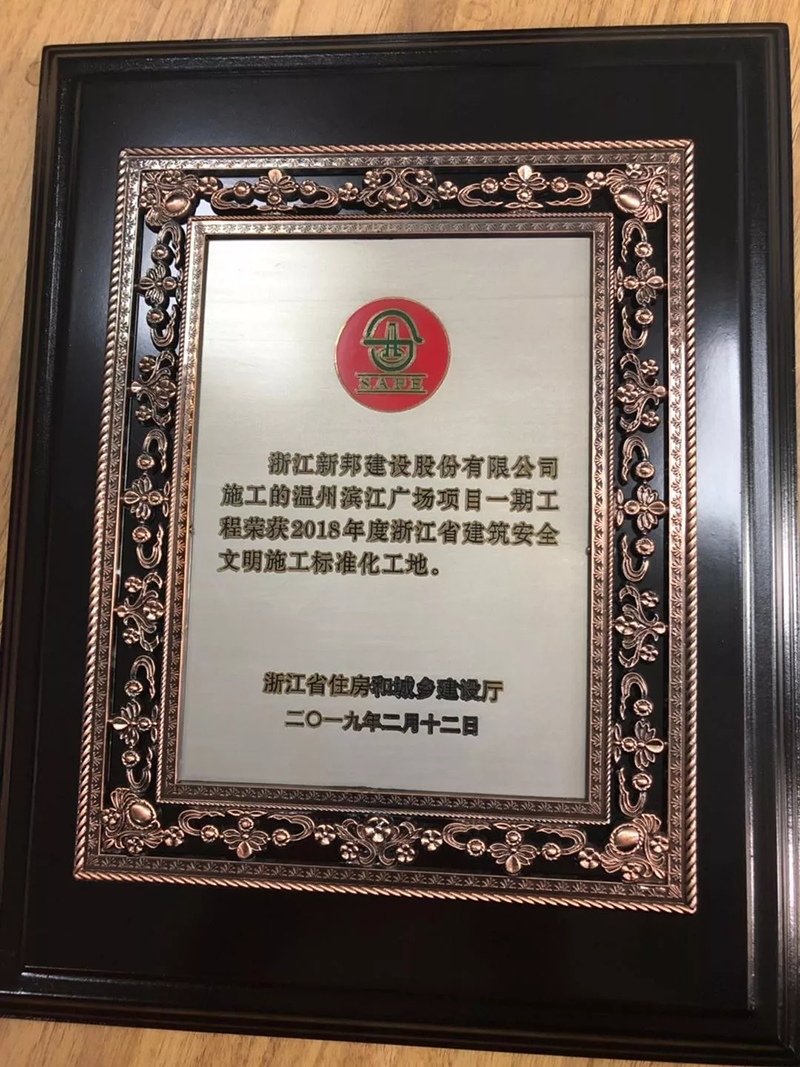 SAFE
浙江新邦建设股份有限公司
施工的温州滨江广场项目一期工
程荣获2018年度浙江省建筑安全
文明施工标准化工地。
浙江省住房和城乡建设厅
二〇一九年二月十二日